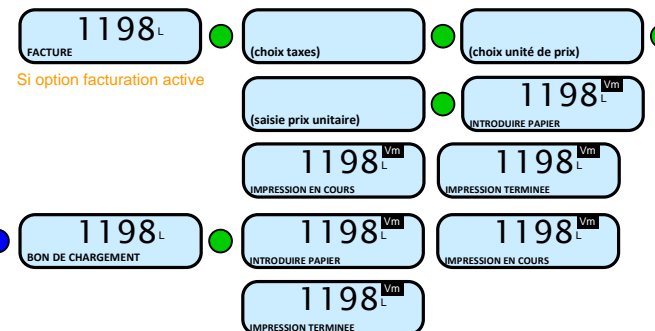 1198 L
FACTURE
(choix taxes)
(choix unité de prix)
Si option facturation active
(saisie prix unitaire)
1198 L Vm
INTRODUIRE PAPIER
1198 L Vm
IMPRESSION EN COURS
1198 L Vm
IMPRESSION TERMINEE
1198 L
BON DE CHARGEMENT
1198 L Vm
INTRODUIRE PAPIER
1198 L Vm
IMPRESSION EN COURS
1198 L Vm
IMPRESSION TERMINEE